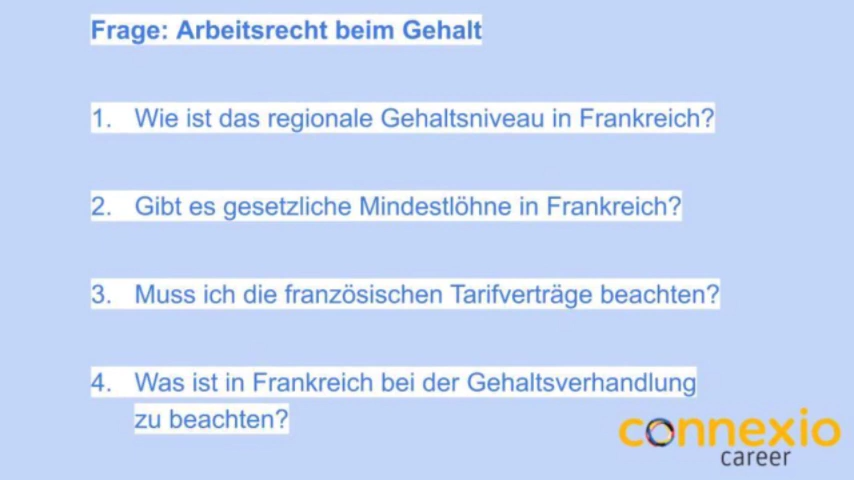 Frage: Arbeitsrecht beim Gehalt
1. Wie ist das regionale Gehaltsniveau in Frankreich?
2. Gibt es gesetzliche Mindestlöhne in Frankreich?
3. Muss ich die französischen Tarifverträge beachten?
4. Was ist in Frankreich bei der Gehaltsverhandlung
zu beachten?
connexio
career